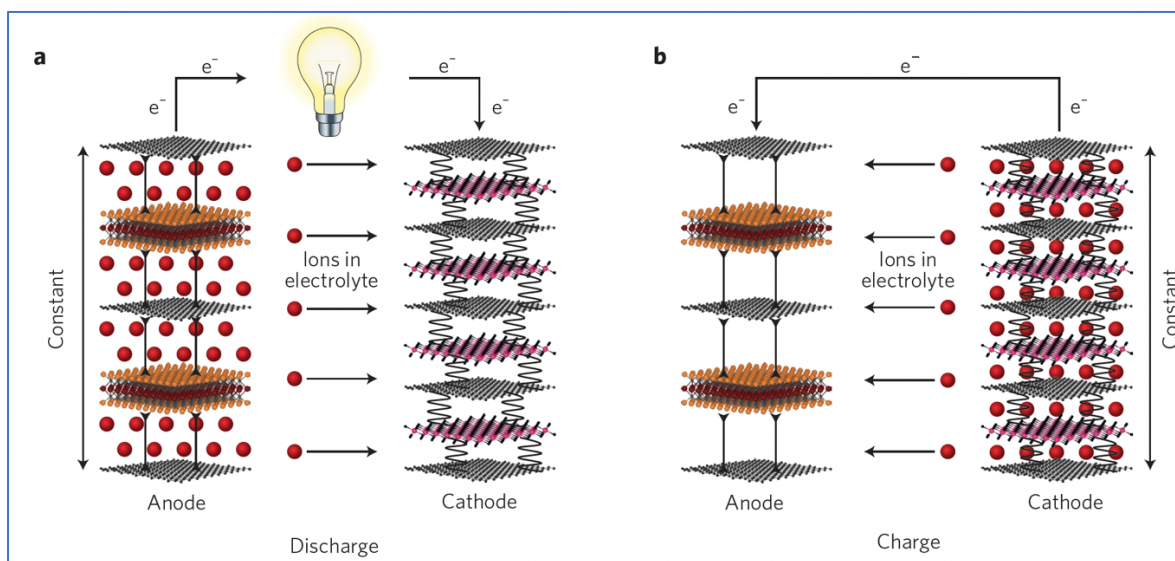 a
e⁻
e⁻
e⁻
e⁻
Constant
Ions in
electrolyte
Anode
Cathode
Discharge
b
e⁻
e⁻
e⁻
Ions in
electrolyte
Constant
Anode
Cathode
Charge